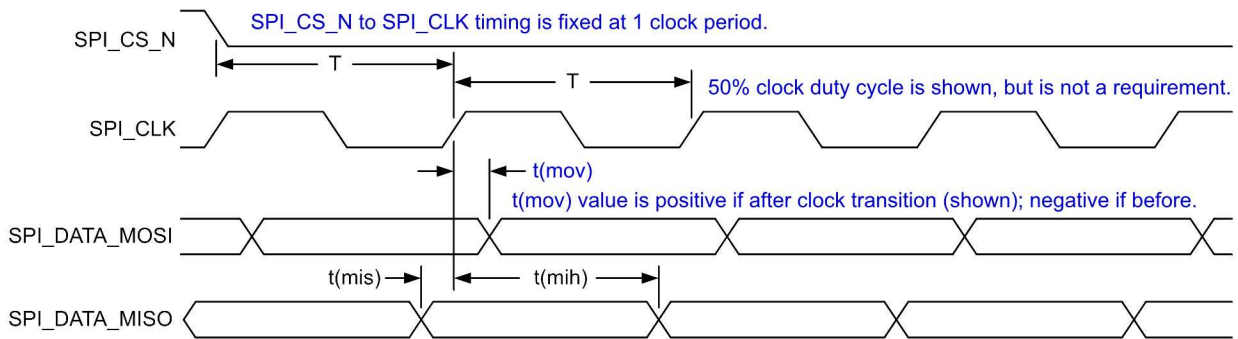 SPI_CS_N
SPI_CS_N to SPI_CLK timing is fixed at 1 clock period.
T
T
50% clock duty cycle is shown, but is not a requirement.
SPI_CLK
t(mov)
t(mov) value is positive if after clock transition (shown); negative if before.
SPI_DATA_MOSI
t(mis)
t(mih)
SPI_DATA_MISO